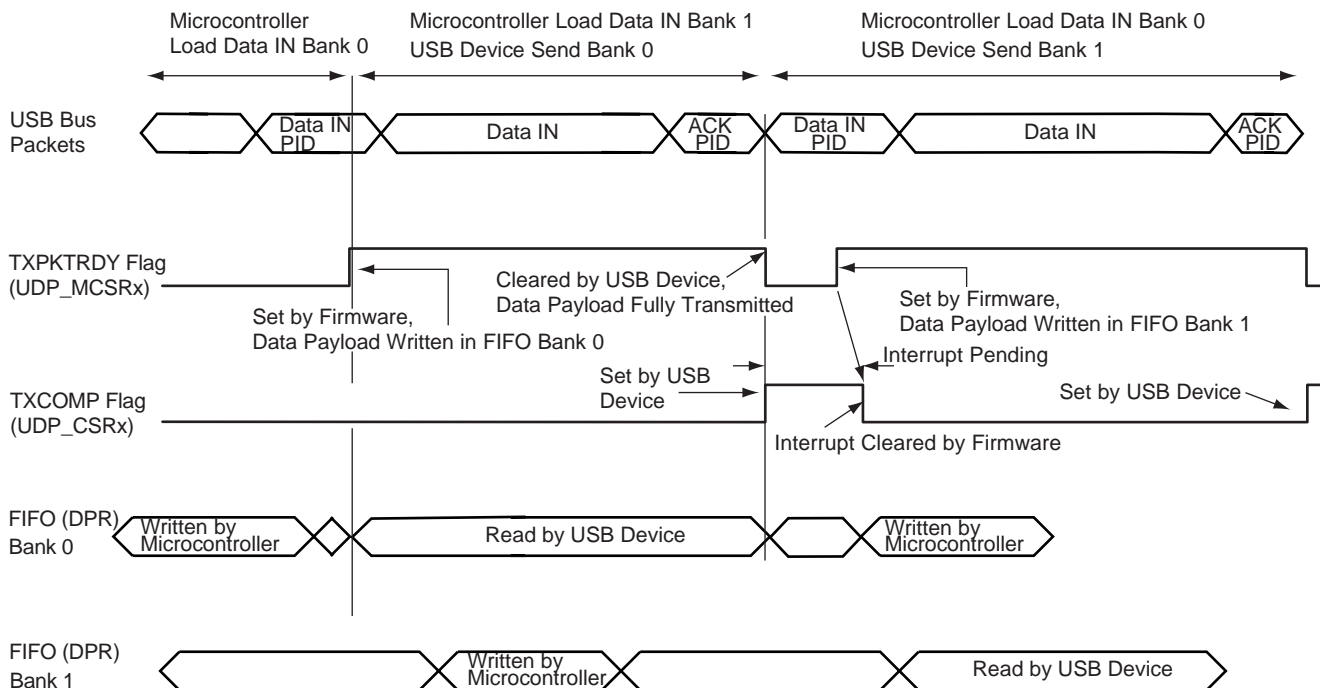 Microcontroller
Load Data IN Bank 0
Microcontroller Load Data IN Bank 1
USB Device Send Bank 0
Microcontroller Load Data IN Bank 0
USB Device Send Bank 1
USB Bus
Packets
Data IN
PID
Data IN
ACK
PID
Data IN
PID
Data IN
ACK
PID
TXPKTRDY Flag
(UDP_MCSRx)
Set by Firmware,
Data Payload Written in FIFO Bank 0
Cleared by USB Device,
Data Payload Fully Transmitted
Set by Firmware,
Data Payload Written in FIFO Bank 1
Interrupt Pending
TXCOMP Flag
(UDP_CSRx)
Set by USB
Device
Set by USB Device
Interrupt Cleared by Firmware
FIFO (DPR)
Bank 0
Written by
Microcontroller
Read by USB Device
Written by
Microcontroller
FIFO (DPR)
Bank 1
Written by
Microcontroller
Read by USB Device